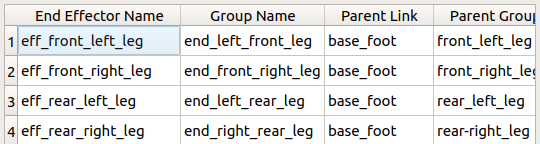 End Effector Name Group Name Parent Link Parent Group
1 eff_front_left_leg end_left_front_leg base_foot front_left_leg
2 eff_front_right_leg end_front_right_leg base_foot front_right_leg
3 eff_rear_left_leg end_left_rear_leg base_foot rear_left_leg
4 eff_rear_right_leg end_right_rear_leg base_foot rear-right_leg